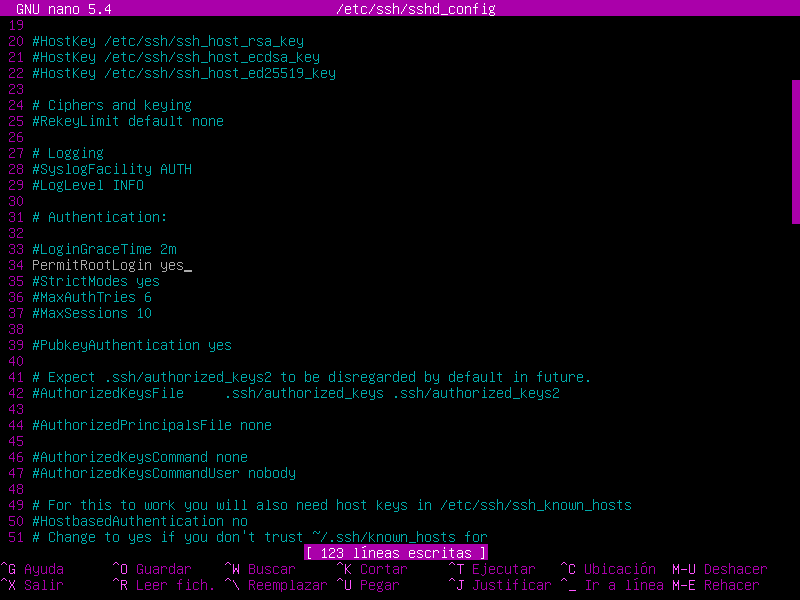 GNU nano 5.4 /etc/ssh/sshd_config
19
20 #HostKey /etc/ssh/ssh_host_rsa_key
21 #HostKey /etc/ssh/ssh_host_ecdsa_key
22 #HostKey /etc/ssh/ssh_host_ed25519_key
23
24 # Ciphers and keying
25 #RekeyLimit default none
26
27 # Logging
28 #SyslogFacility AUTH
29 #LogLevel INFO
30
31 # Authentication:
32
33 #LoginGraceTime 2m
34 PermitRootLogin yes_
35 #StrictModes yes
36 #MaxAuthTries 6
37 #MaxSessions 10
38
39 #PubkeyAuthentication yes
40
41 # Expect .ssh/authorized_keys2 to be disregarded by default in future.
42 #AuthorizedKeysFile     .ssh/authorized_keys .ssh/authorized_keys2
43
44 #AuthorizedPrincipalsFile none
45
46 #AuthorizedKeysCommand none
47 #AuthorizedKeysCommandUser nobody
48
49 # For this to work you will also need host keys in /etc/ssh/ssh_known_hosts
50 #HostbasedAuthentication no
51 # Change to yes if you don't trust ~/.ssh/known_hosts for
[ 123 líneas escritas ]
^G Ayuda ^O Guardar ^W Buscar ^K Cortar ^T Ejecutar ^C Ubicación M-U Deshacer
^X Salir ^R Leer fich. ^\ Reemplazar ^U Pegar ^J Justificar ^_ Ir a línea M-E Rehacer